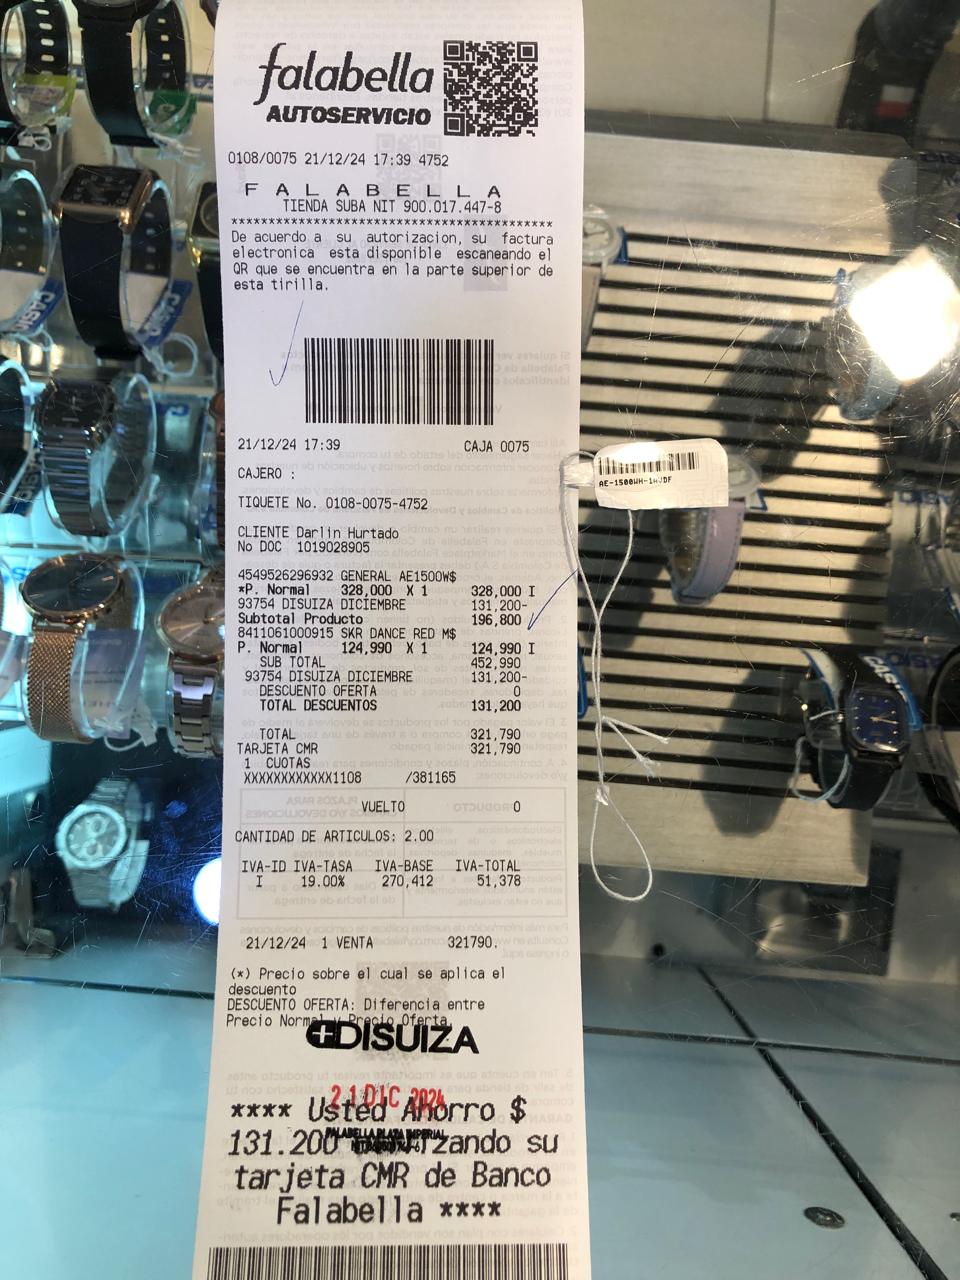 falabella
AUTOSERVICIO
0108/0075 21/12/24 17:39 4752
F A L A B E L L A
TIENDA SUBA NIT 900.017.447-8
******************************************
De acuerdo a su autorizacion, su factura
electronica esta disponible escaneando el
QR que se encuentra en la parte superior de
esta tirilla.
21/12/24 17:39 CAJA 0075
CAJERO :
TIQUETE No. 0108-0075-4752
CLIENTE Darlin Hurtado
No DOC 1019028905
4549526296932 GENERAL AE1500W$
*P. Normal 328,000 X 1 328,000 I
93754 DISUIZA DICIEMBRE 131,200-
Subtotal Producto 196,800
8411061000915 SKR DANCE RED M$
P. Normal 124,990 X 1 124,990 I
SUB TOTAL 452,990
93754 DISUIZA DICIEMBRE 131,200-
DESCUENTO OFERTA 0
TOTAL DESCUENTOS 131,200
TOTAL 321,790
TARJETA CMR 321,790
1 CUOTAS
XXXXXXXXXXXX1108 /381165
VUELTO 0
CANTIDAD DE ARTICULOS: 2.00
IVA-ID IVA-TASA IVA-BASE IVA-TOTAL
I 19.00% 270,412 51,378
21/12/24 1 VENTA 321790.
(*) Precio sobre el cual se aplica el
descuento
DESCUENTO OFERTA: Diferencia entre
Precio Normal y Precio Oferta
DISUIZA
21 DIC 2024
**** Usted Ahorro $
FALABELLA PLAZA IMPERIAL
131.200 utilizando su
tarjeta CMR de Banco
Falabella ****
AE-1500WH-1AVDF
CASIO
CASIO